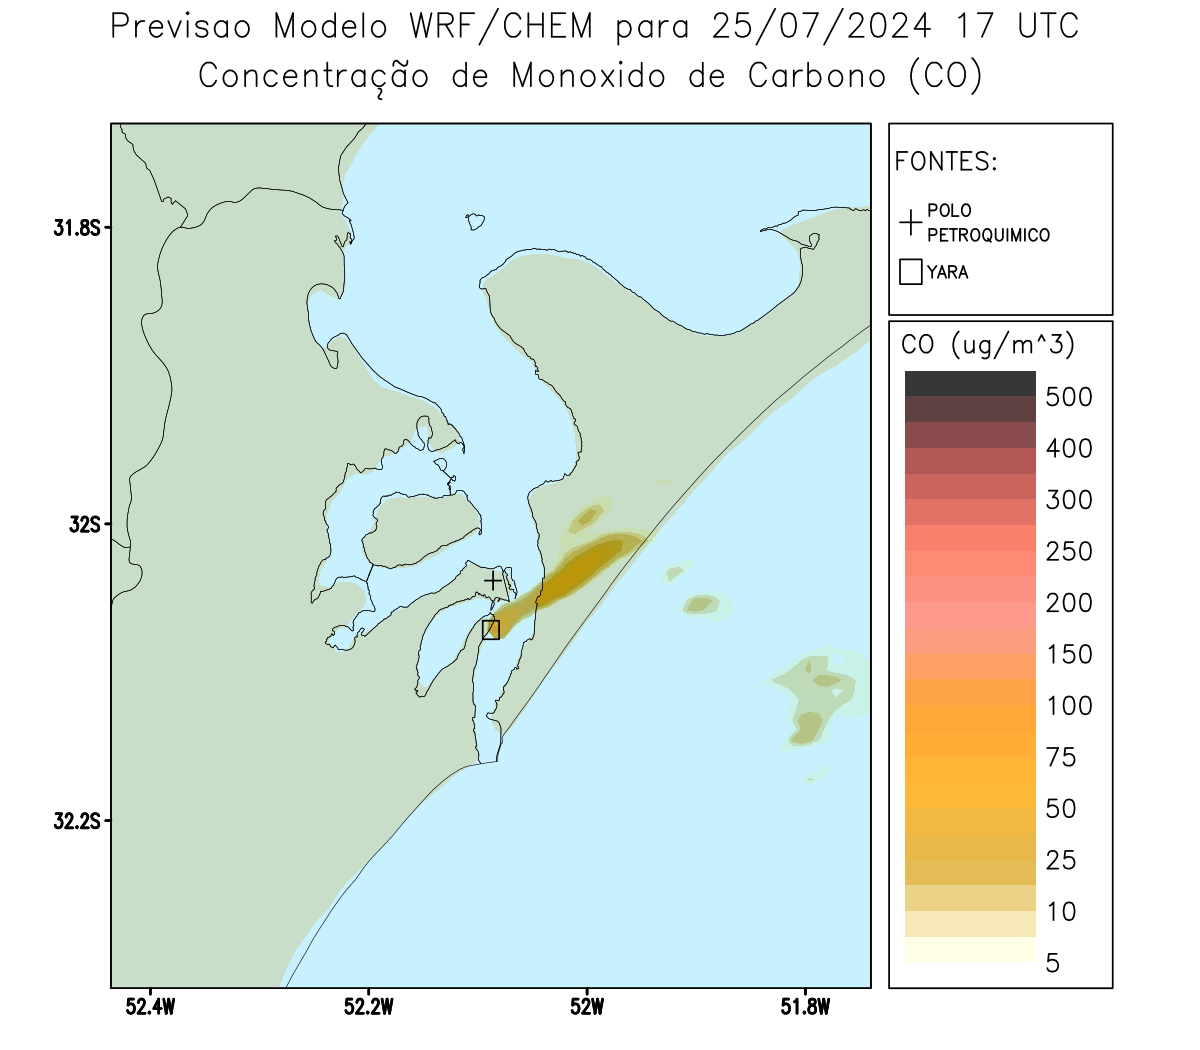 Previsao Modelo WRF/CHEM para 25/07/2024 17 UTC
Concentração de Monoxido de Carbono (CO)
FONTES:
POLO
PETROQUIMICO
YARA
CO (ug/m^3)
500
400
300
250
200
150
100
75
50
25
10
5
31.8S
32S
32.2S
52.4W
52.2W
52W
51.8W